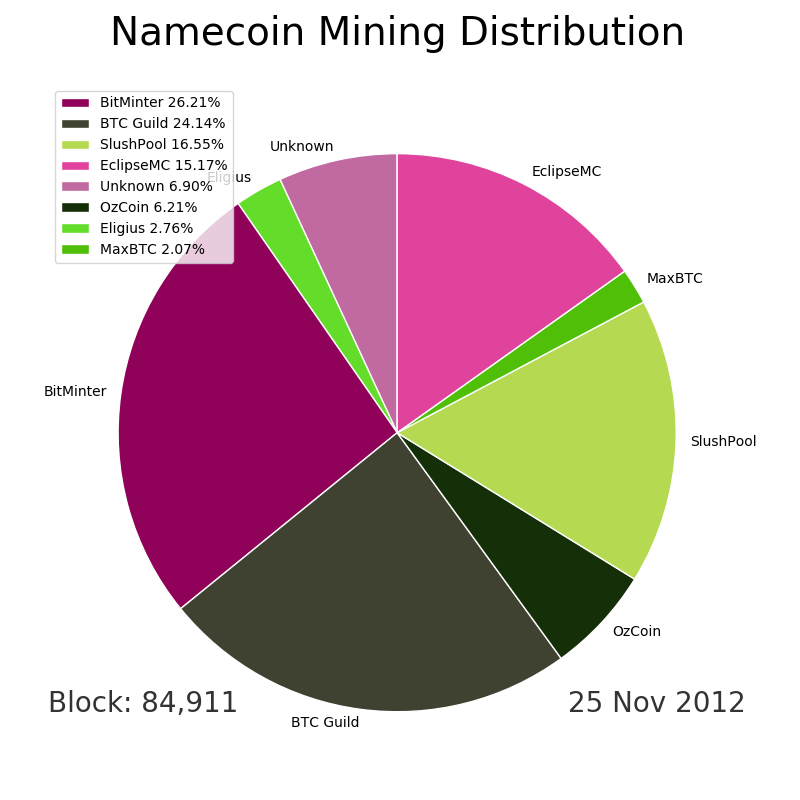 Namecoin Mining Distribution
BitMinter 26.21%
BTC Guild 24.14%
SlushPool 16.55%
EclipseMC 15.17%
Unknown 6.90%
OzCoin 6.21%
Eligius 2.76%
MaxBTC 2.07%
Unknown
EclipseMC
Eligius
MaxBTC
BitMinter
SlushPool
OzCoin
Block: 84,911
25 Nov 2012
BTC Guild